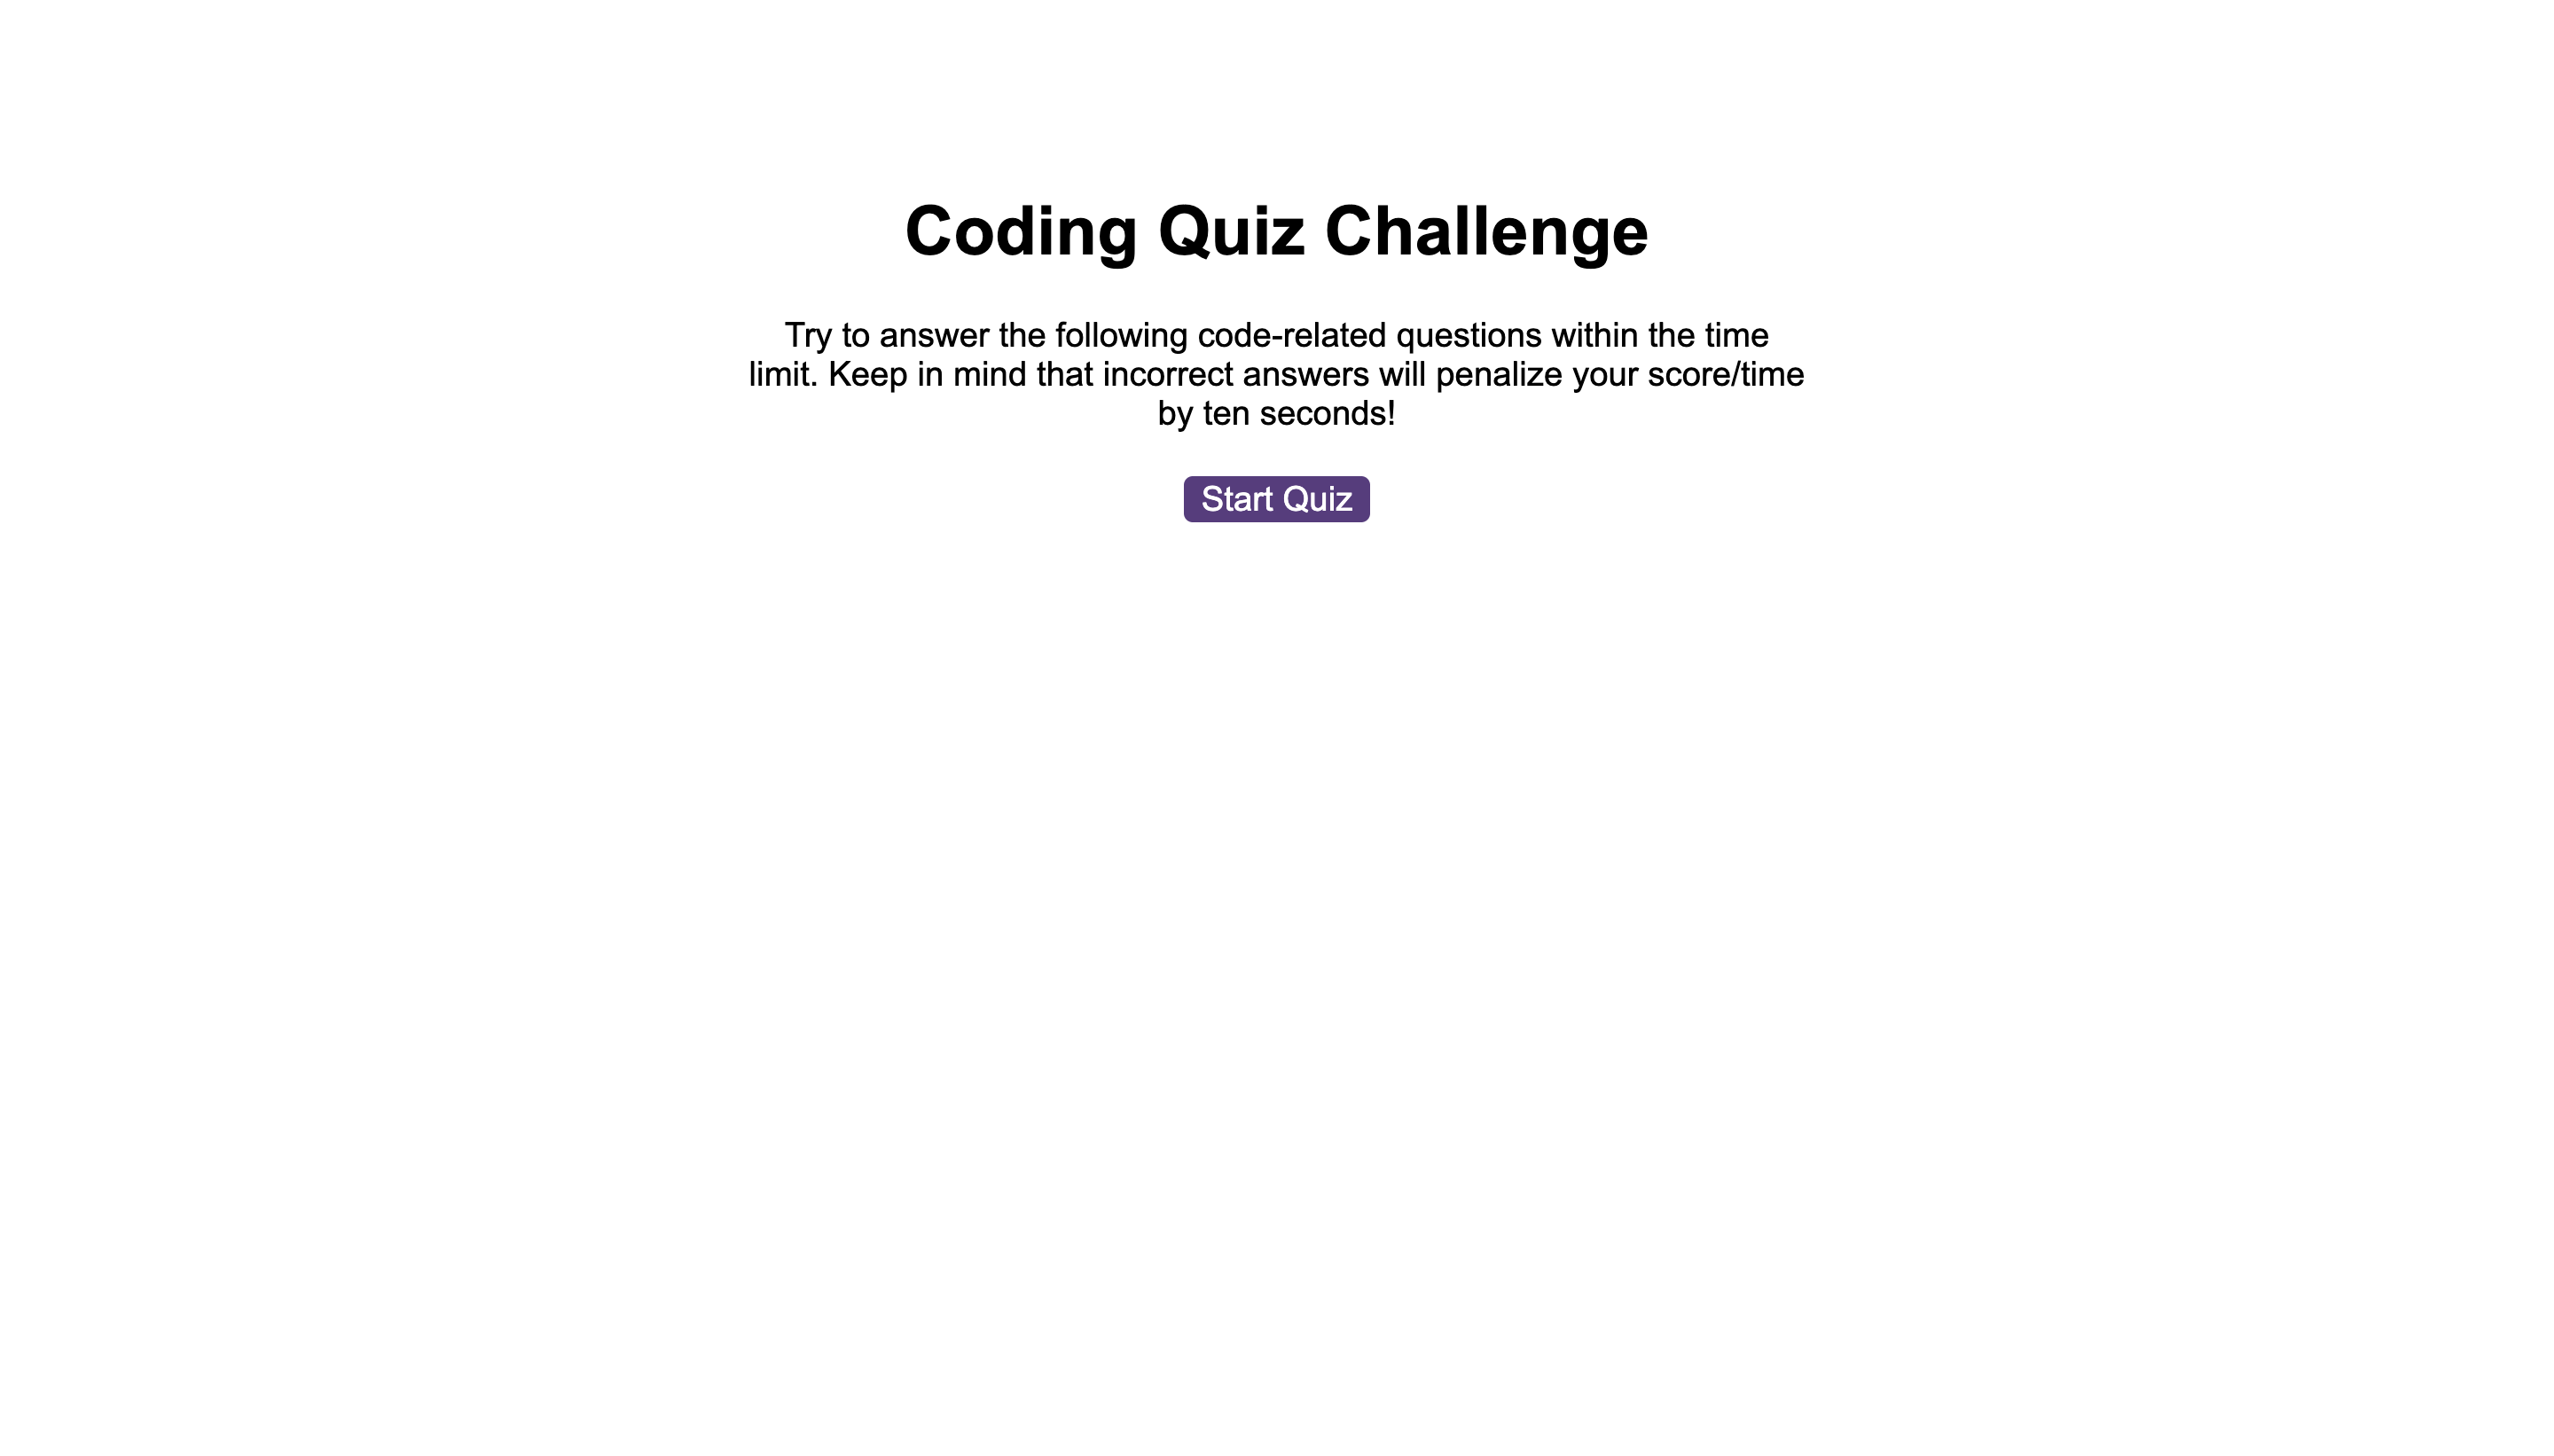 Coding Quiz Challenge
Try to answer the following code-related questions within the time
limit. Keep in mind that incorrect answers will penalize your score/time
by ten seconds!
Start Quiz